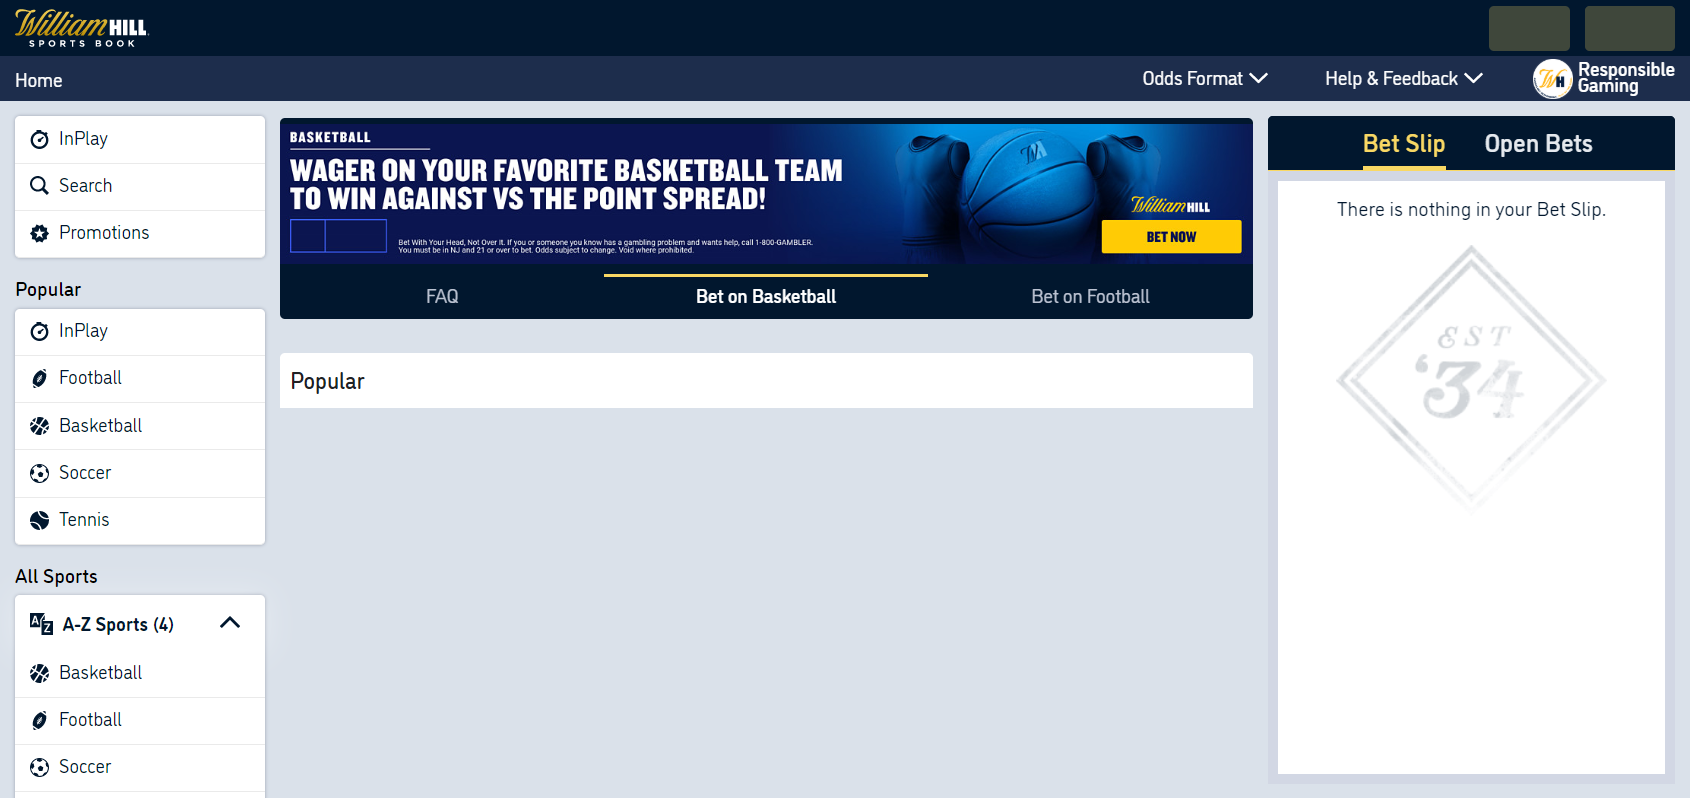 William HILL
SPORTS BOOK
Home
Odds Format
Help & Feedback
Responsible
Gaming
InPlay
Search
Promotions
Popular
InPlay
Football
Basketball
Soccer
Tennis
All Sports
A-Z Sports (4)
Basketball
Football
Soccer
BASKETBALL
WAGER ON YOUR FAVORITE BASKETBALL TEAM
TO WIN AGAINST VS THE POINT SPREAD!
Bet With Your Head, Not Over It. If you or someone you know has a gambling problem and wants help, call 1-800-GAMBLER.
You must be in NJ and 21 or over to bet. Odds subject to change. Void where prohibited.
William HILL
BET NOW
FAQ
Bet on Basketball
Bet on Football
Popular
Bet Slip
Open Bets
There is nothing in your Bet Slip.
EST
'34